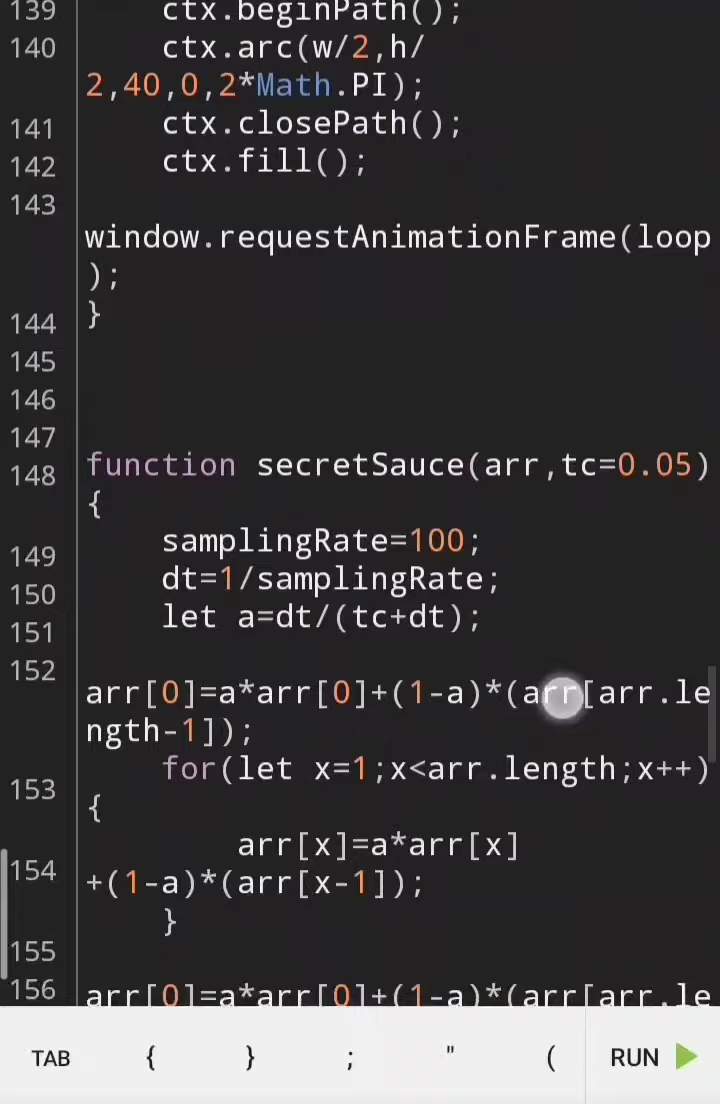 139 ctx.beginPath();
140 ctx.arc(w/2,h/
2,40,0,2*Math.PI);
141 ctx.closePath();
142 ctx.fill();
143
window.requestAnimationFrame(loop
);
144 }
145
146
147
148 function secretSauce(arr,tc=0.05)
{
149 samplingRate=100;
150 dt=1/samplingRate;
151 let a=dt/(tc+dt);
152
arr[0]=a*arr[0]+(1-a)*(arr[arr.le
ngth-1]);
153 for(let x=1;x<arr.length;x++)
{
154 arr[x]=a*arr[x]
+(1-a)*(arr[x-1]);
155 }
156
arr[0]=a*arr[0]+(1-a)*(arr[arr.le
TAB { } ; " ( RUN